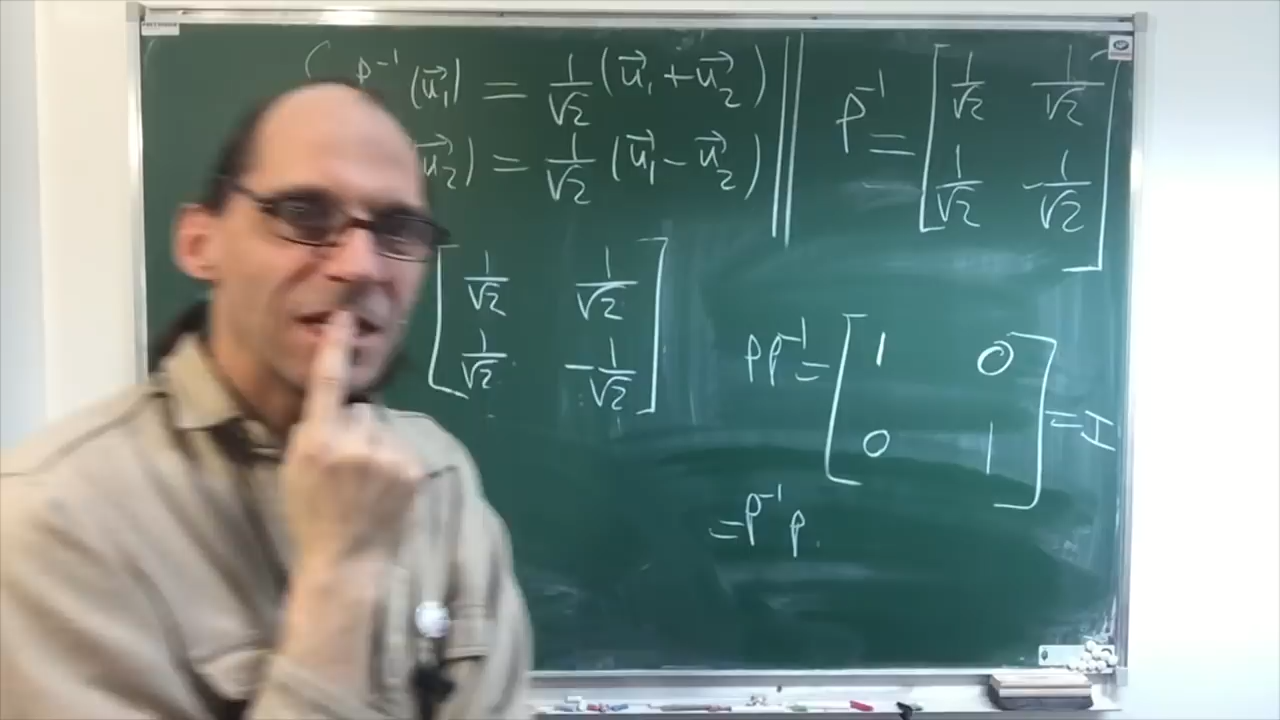 P⁻¹(u⃗₁) = 1/√2 (u⃗₁ + u⃗₂)
(u⃗₂) = 1/√2 (u⃗₁ - u⃗₂)
[1/√2 1/√2
1/√2 -1/√2]
P⁻¹ = [1/√2 1/√2
1/√2 -1/√2]
PP⁻¹ = [1 0
0 1] = I
= P⁻¹P